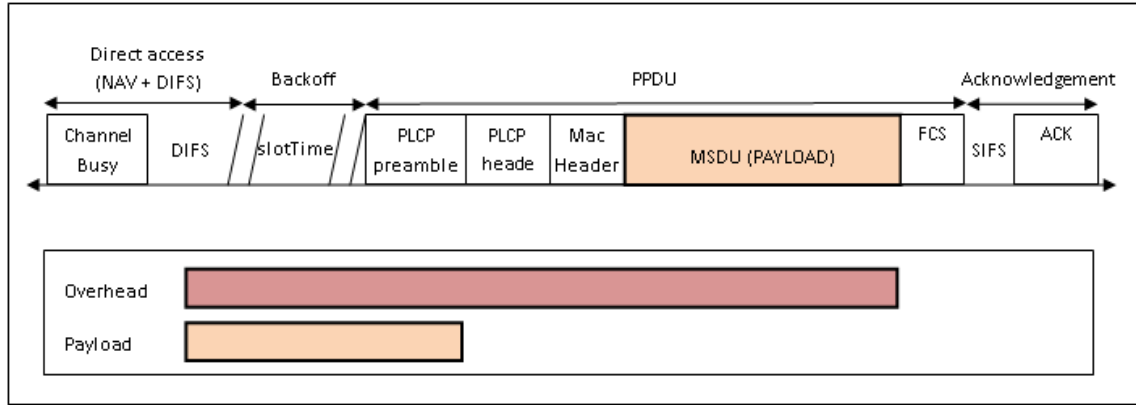 Direct access
(NAV + DIFS)
Backoff
PPDU
Acknowledgement
Channel
Busy
DIFS
slotTime
PLCP
preamble
PLCP
heade
Mac
Header
MSDU (PAYLOAD)
FCS
SIFS
ACK
Overhead
Payload